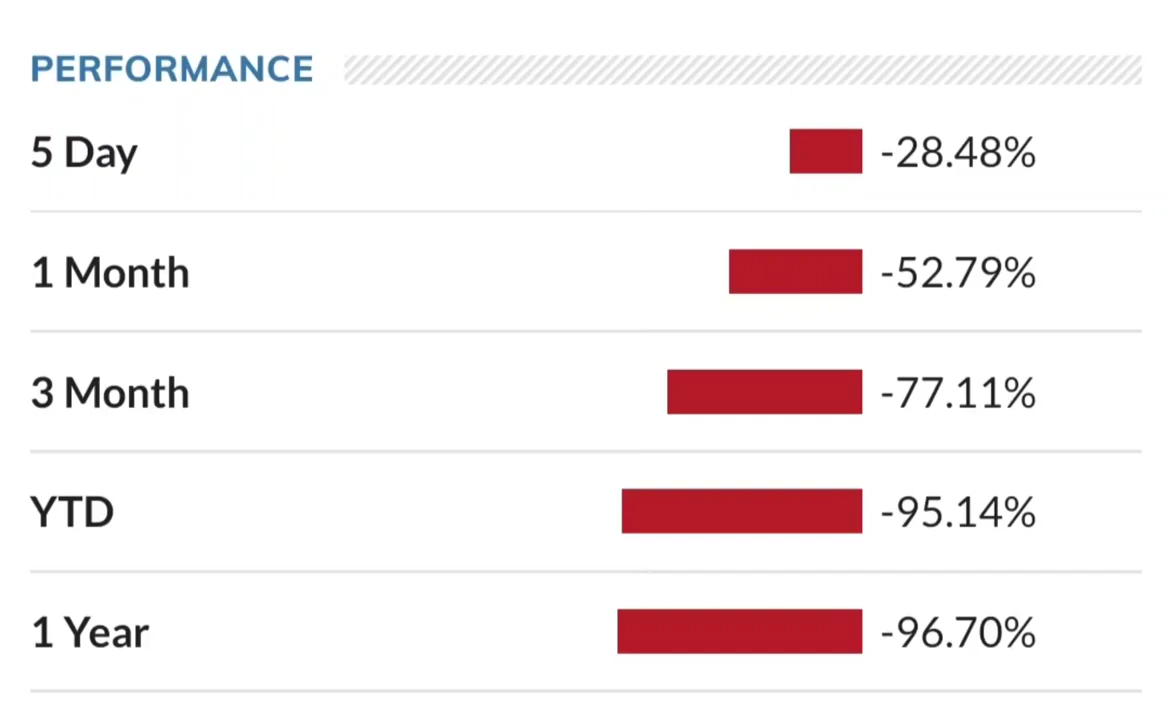 PERFORMANCE
5 Day -28.48%
1 Month -52.79%
3 Month -77.11%
YTD -95.14%
1 Year -96.70%